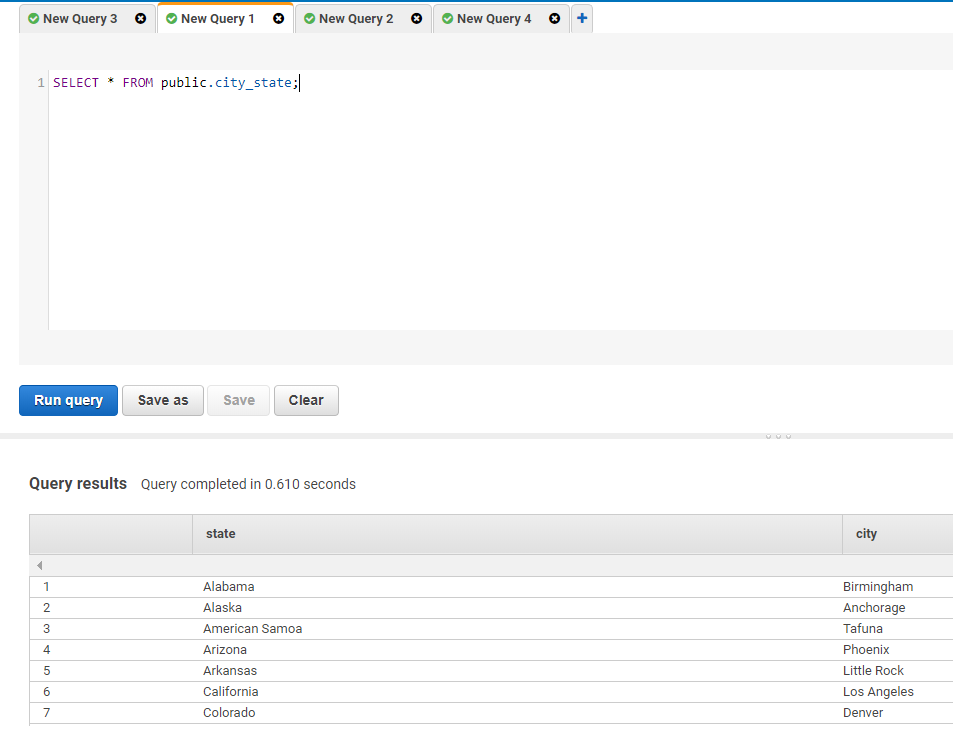 New Query 3 New Query 1 New Query 2 New Query 4 +
1 SELECT * FROM public.city_state;
Run query Save as Save Clear
Query results Query completed in 0.610 seconds
state city
1 Alabama Birmingham
2 Alaska Anchorage
3 American Samoa Tafuna
4 Arizona Phoenix
5 Arkansas Little Rock
6 California Los Angeles
7 Colorado Denver